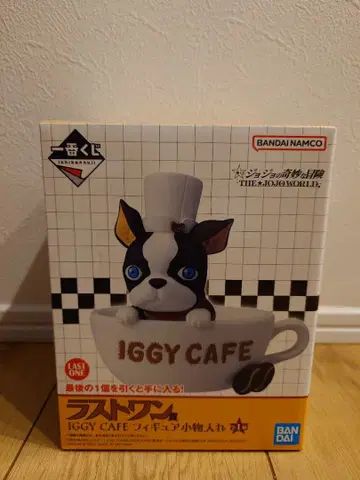 一番くじ
ichibankuji
BANDAI NAMCO
ジョジョの奇妙な冒険
THE★JOJO WORLD
IGGY CAFE
LAST ONE
最後の1個を引くと手に入る!
ラストワン賞
IGGY CAFE フィギュア小物入れ
BAN
DAI